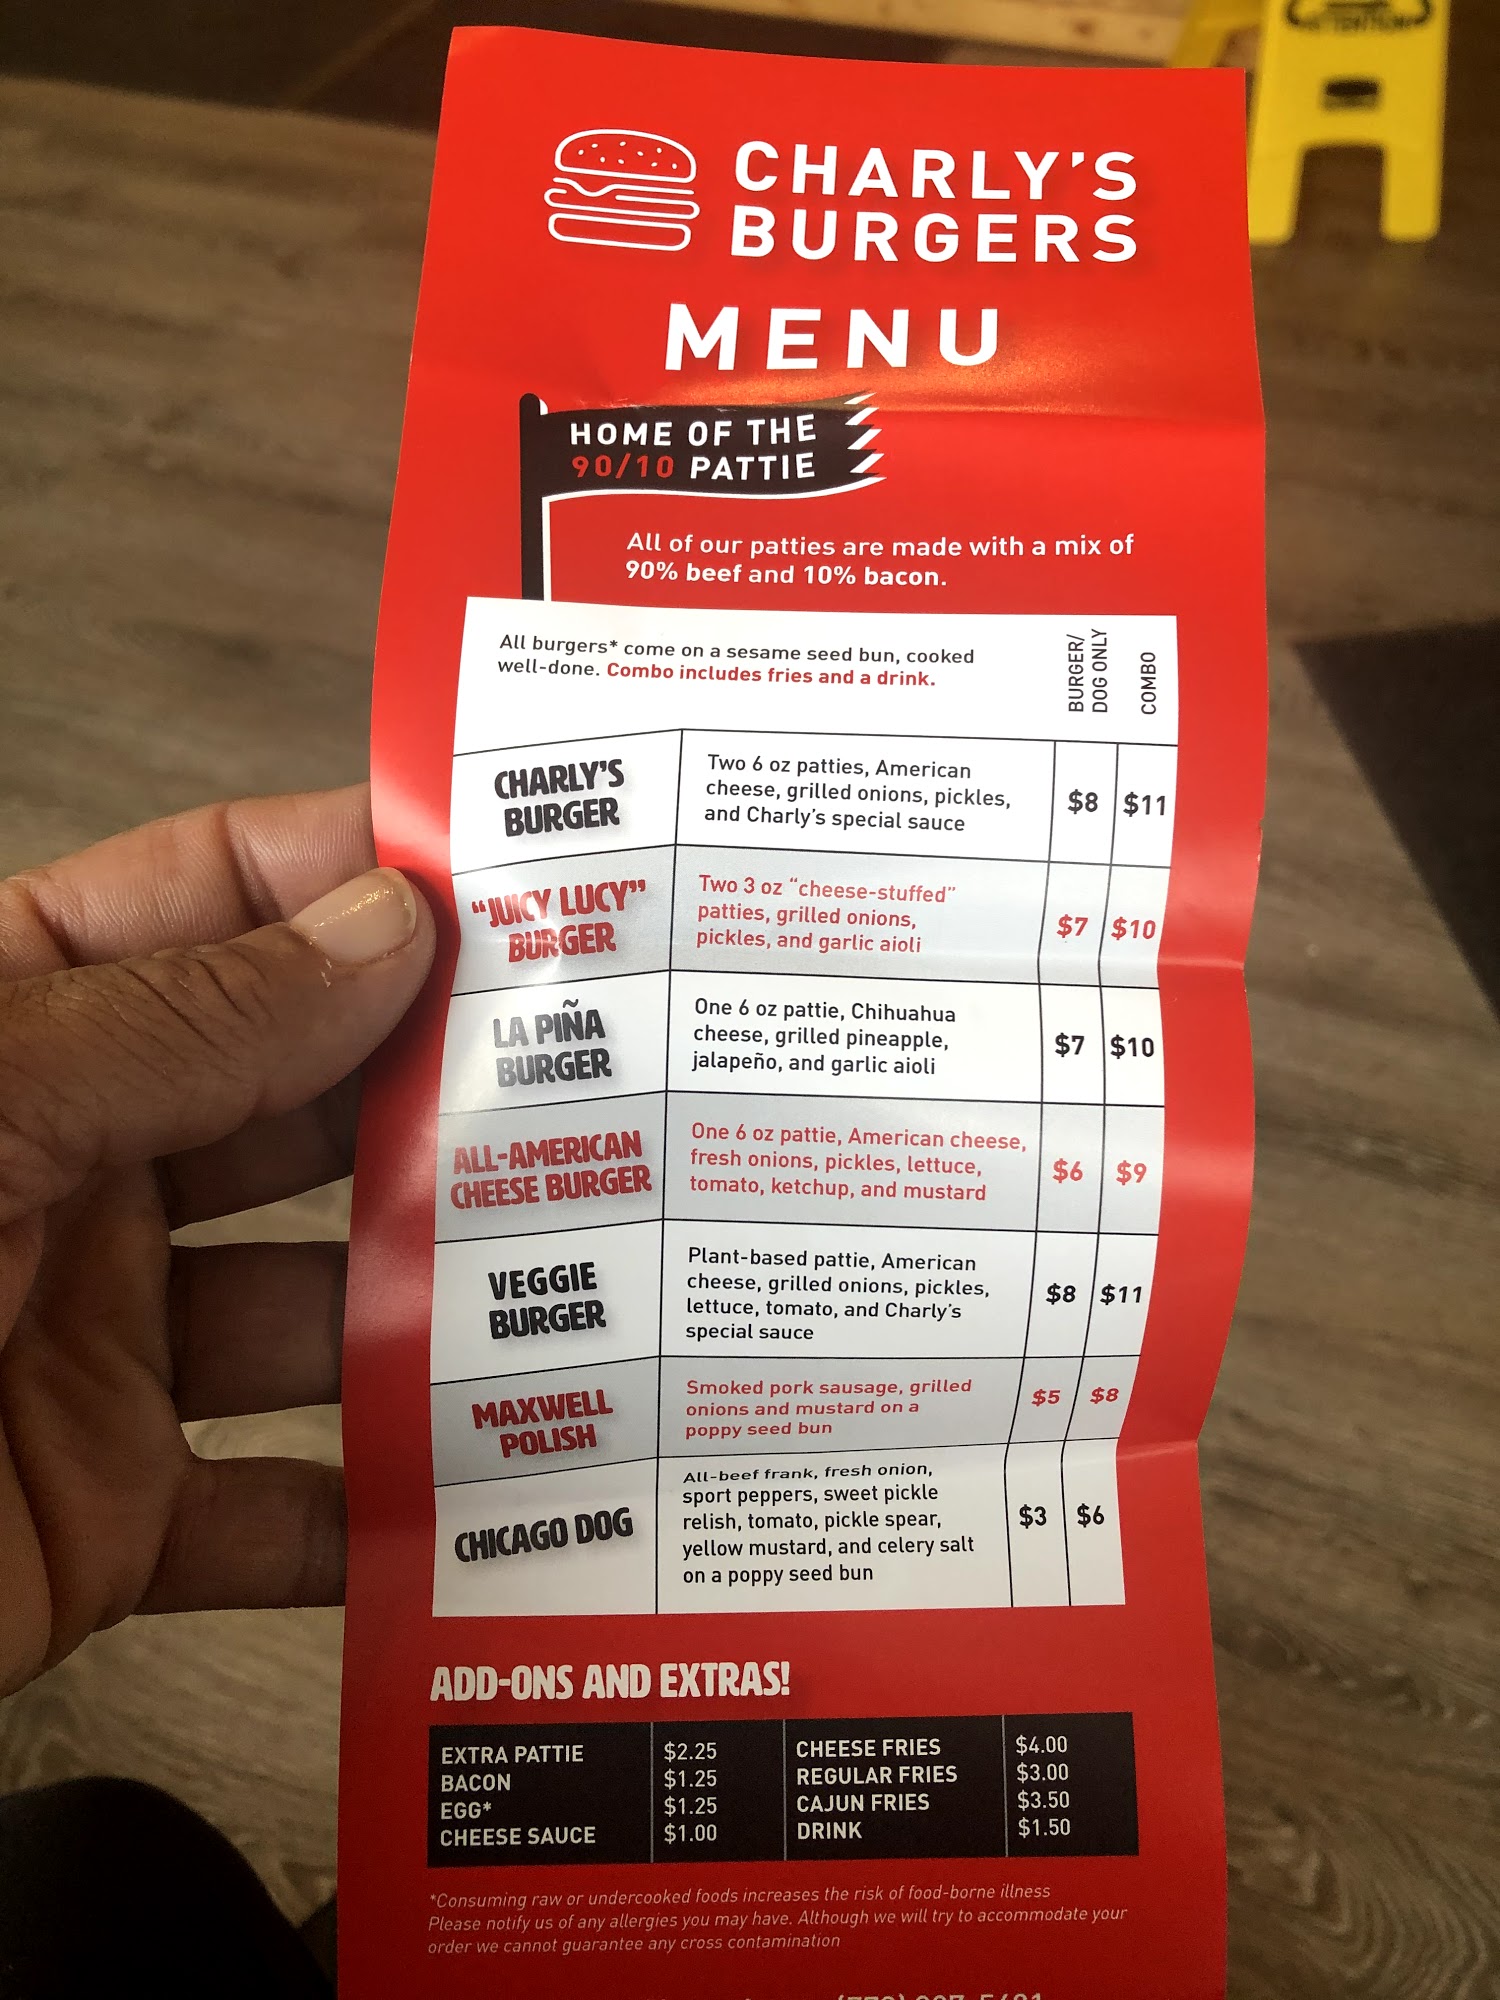 ATTENTION
CHARLY'S
BURGERS
MENU
HOME OF THE
90/10 PATTIE
All of our patties are made with a mix of
90% beef and 10% bacon.
All burgers* come on a sesame seed bun, cooked
well-done. Combo includes fries and a drink.
BURGER/
DOG ONLY
COMBO
CHARLY'S
BURGER
Two 6 oz patties, American
cheese, grilled onions, pickles,
and Charly's special sauce
$8 $11
"JUICY LUCY"
BURGER
Two 3 oz "cheese-stuffed"
patties, grilled onions,
pickles, and garlic aioli
$7 $10
LA PIÑA
BURGER
One 6 oz pattie, Chihuahua
cheese, grilled pineapple,
jalapeño, and garlic aioli
$7 $10
ALL-AMERICAN
CHEESE BURGER
One 6 oz pattie, American cheese,
fresh onions, pickles, lettuce,
tomato, ketchup, and mustard
$6 $9
VEGGIE
BURGER
Plant-based pattie, American
cheese, grilled onions, pickles,
lettuce, tomato, and Charly's
special sauce
$8 $11
MAXWELL
POLISH
Smoked pork sausage, grilled
onions and mustard on a
poppy seed bun
$5 $8
CHICAGO DOG
All-beef frank, fresh onion,
sport peppers, sweet pickle
relish, tomato, pickle spear,
yellow mustard, and celery salt
on a poppy seed bun
$3 $6
ADD-ONS AND EXTRAS!
EXTRA PATTIE $2.25
BACON $1.25
EGG* $1.25
CHEESE SAUCE $1.00
CHEESE FRIES $4.00
REGULAR FRIES $3.00
CAJUN FRIES $3.50
DRINK $1.50
*Consuming raw or undercooked foods increases the risk of food-borne illness
Please notify us of any allergies you may have. Although we will try to accommodate your
order we cannot guarantee any cross contamination